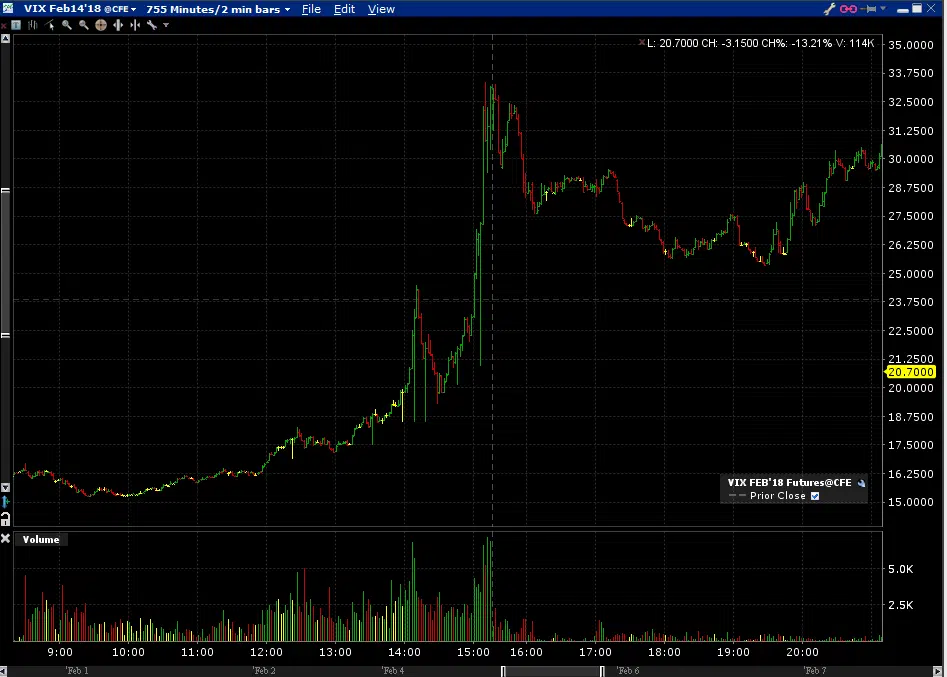 VIX Feb14'18 @CFE 755 Minutes/2 min bars File Edit View
L: 20.7000 CH: -3.1500 CH%: -13.21% V: 114K
35.0000
33.7500
32.5000
31.2500
30.0000
28.7500
27.5000
26.2500
25.0000
23.7500
22.5000
21.2500
20.7000
20.0000
18.7500
17.5000
16.2500
15.0000
VIX FEB'18 Futures@CFE
Prior Close
Volume
5.0K
2.5K
9:00 10:00 11:00 12:00 13:00 14:00 15:00 16:00 17:00 18:00 19:00 20:00
Feb 1 Feb 2 Feb 4 Feb 6 Feb 7